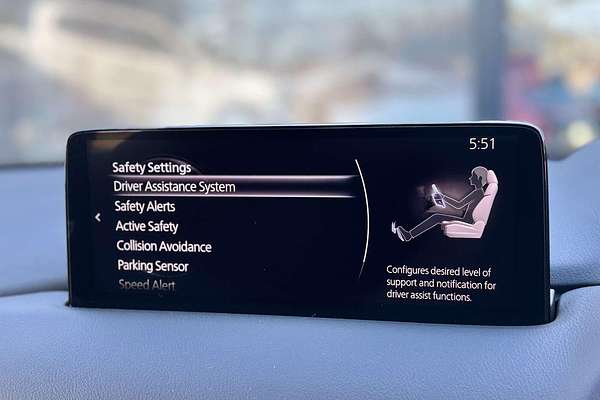 5:51
Safety Settings
Driver Assistance System
Safety Alerts
Active Safety
Collision Avoidance
Parking Sensor
Speed Alert
Configures desired level of
support and notification for
driver assist functions.